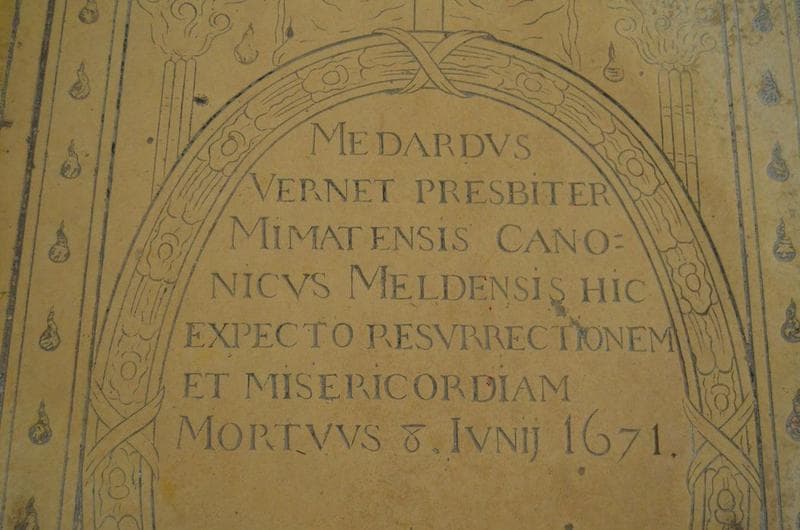 MEDARDVS
VERNET PRESBITER
MIMATENSIS CANO=
NICVS MELDENSIS HIC
EXPECTO RESVRRECTIONEM
ET MISERICORDIAM
MORTVVS 8. IVNIJ 1671.